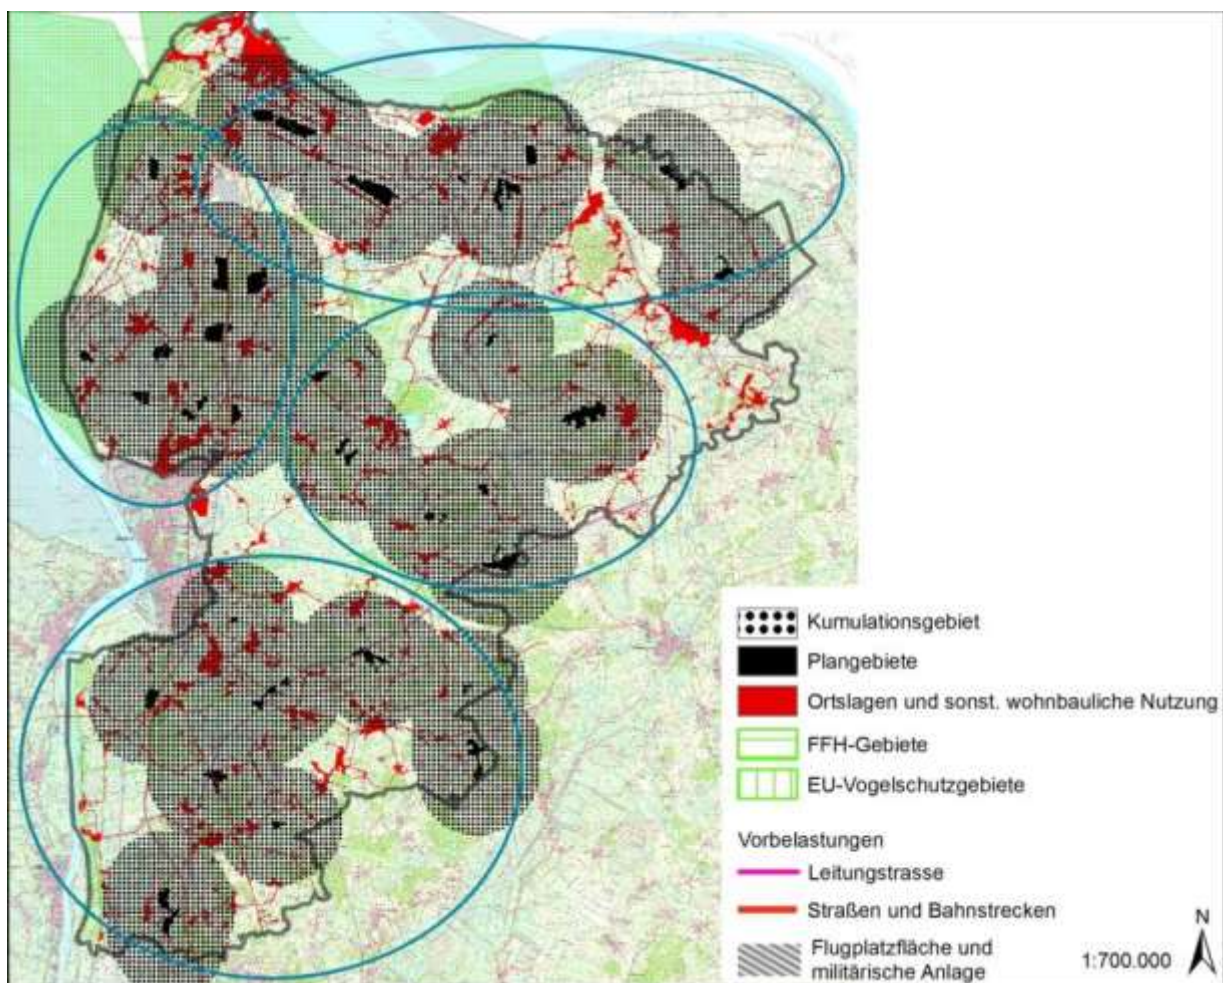 Kumulationsgebiet
Plangebiete
Ortslagen und sonst. wohnbauliche Nutzung
FFH-Gebiete
EU-Vogelschutzgebiete
Vorbelastungen
Leitungstrasse
Straßen und Bahnstrecken
Flugplatzfläche und
militärische Anlage
N
1:700.000